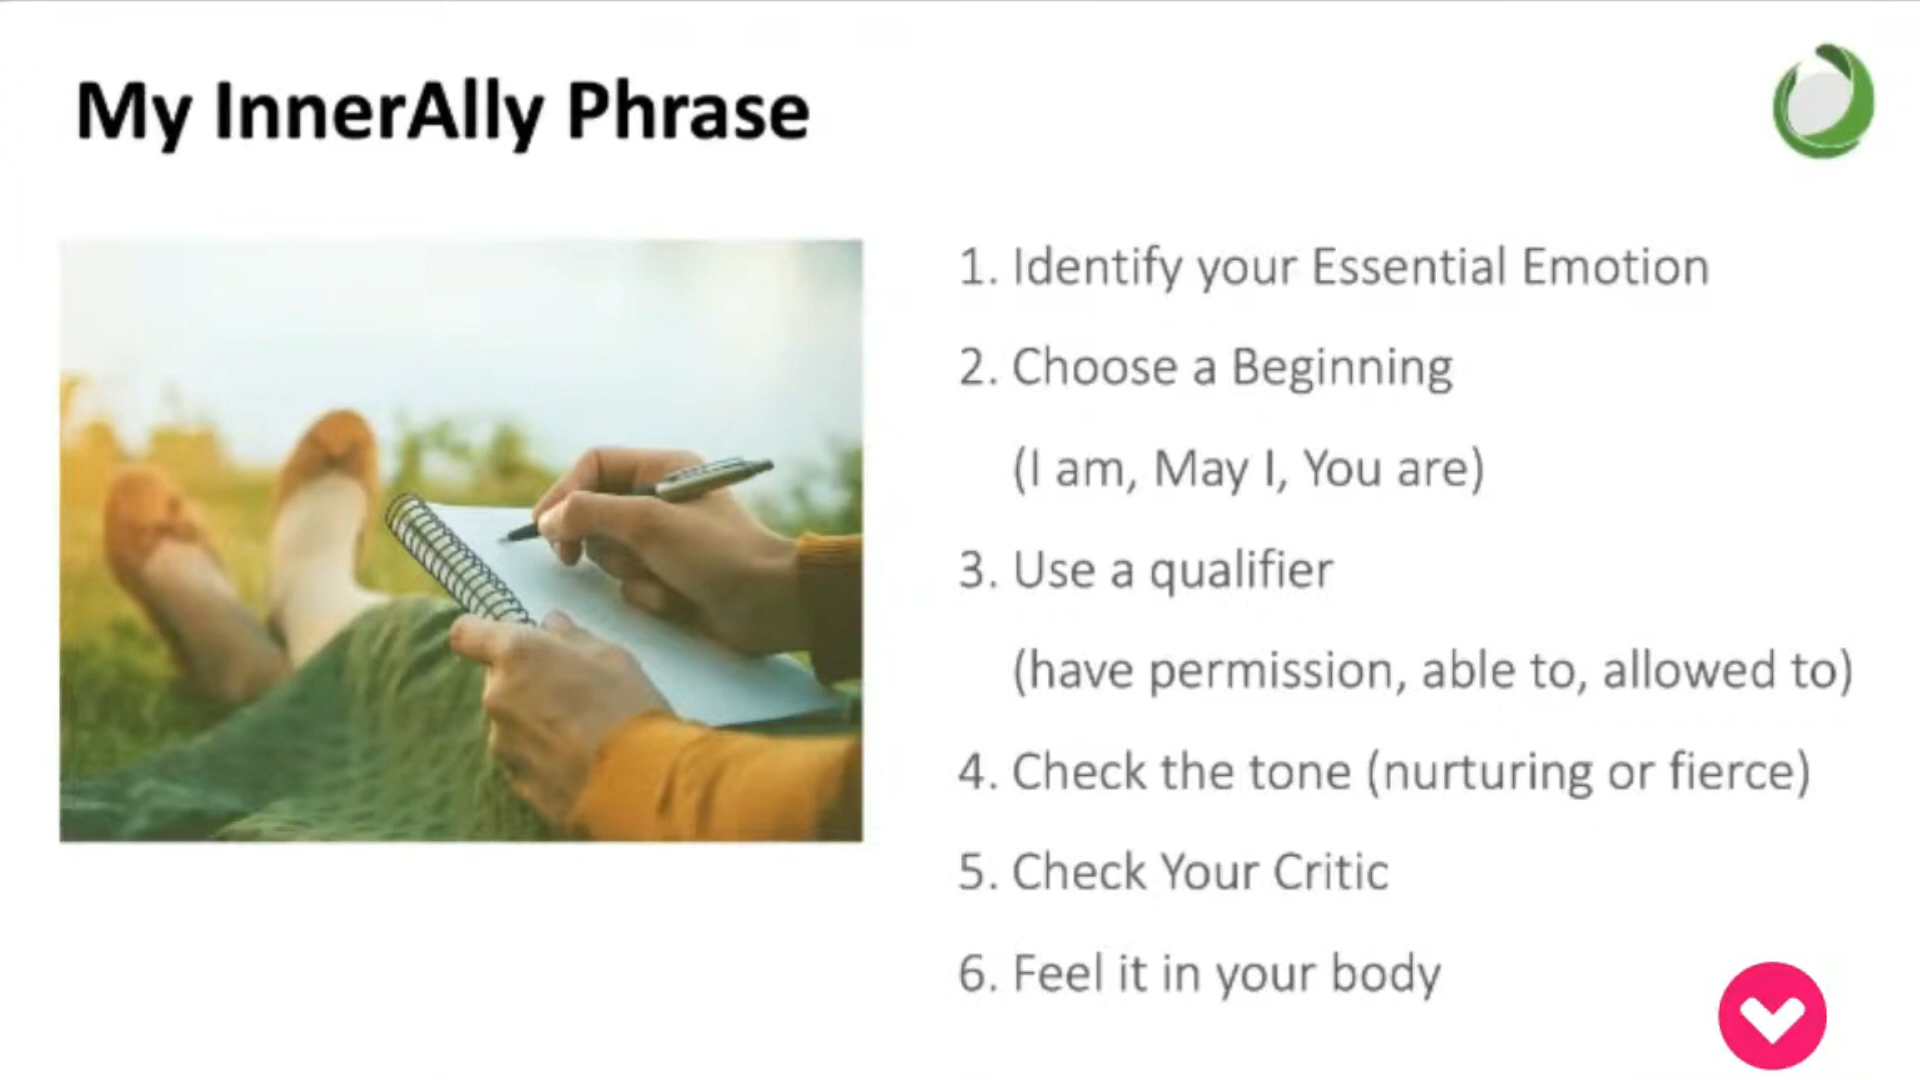 My InnerAlly Phrase
1. Identify your Essential Emotion
2. Choose a Beginning
(I am, May I, You are)
3. Use a qualifier
(have permission, able to, allowed to)
4. Check the tone (nurturing or fierce)
5. Check Your Critic
6. Feel it in your body